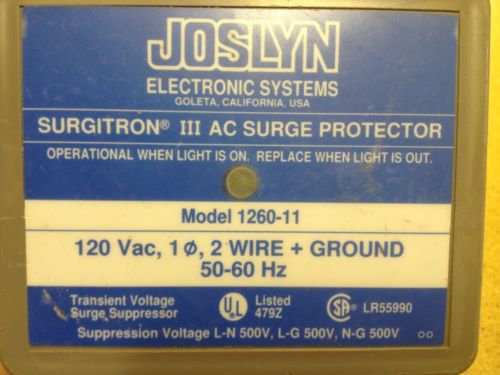 JOSLYN
ELECTRONIC SYSTEMS
GOLETA, CALIFORNIA, USA
SURGITRON® III AC SURGE PROTECTOR
OPERATIONAL WHEN LIGHT IS ON. REPLACE WHEN LIGHT IS OUT.
Model 1260-11
120 Vac, 1 ø, 2 WIRE + GROUND
50-60 Hz
Transient Voltage
Surge Suppressor
UL
Listed
479Z
SA
LR55990
Suppression Voltage L-N 500V, L-G 500V, N-G 500V